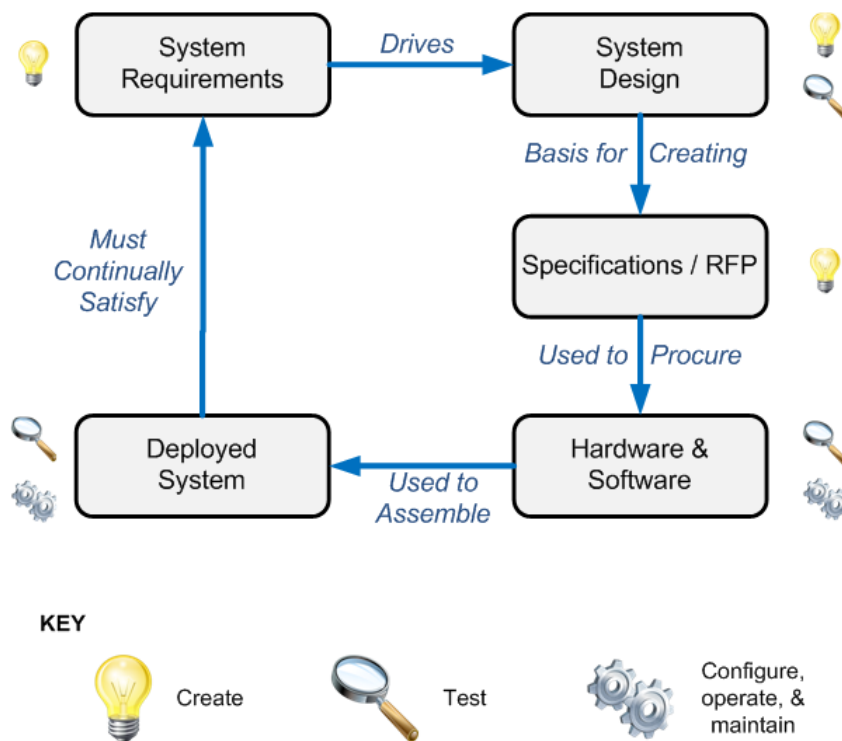 System
Requirements
Drives
System
Design
Basis for Creating
Specifications / RFP
Used to Procure
Must
Continually
Satisfy
Deployed
System
Used to
Assemble
Hardware &
Software
KEY
Create
Test
Configure,
operate, &
maintain